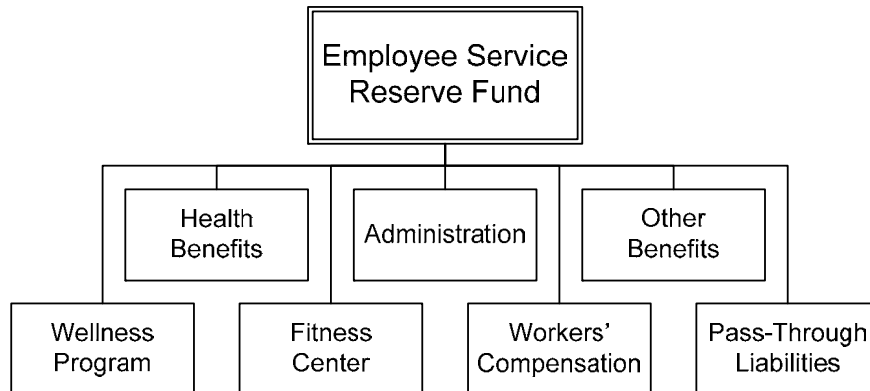 Employee Service
Reserve Fund
Health
Benefits
Administration
Other
Benefits
Wellness
Program
Fitness
Center
Workers’
Compensation
Pass-Through
Liabilities